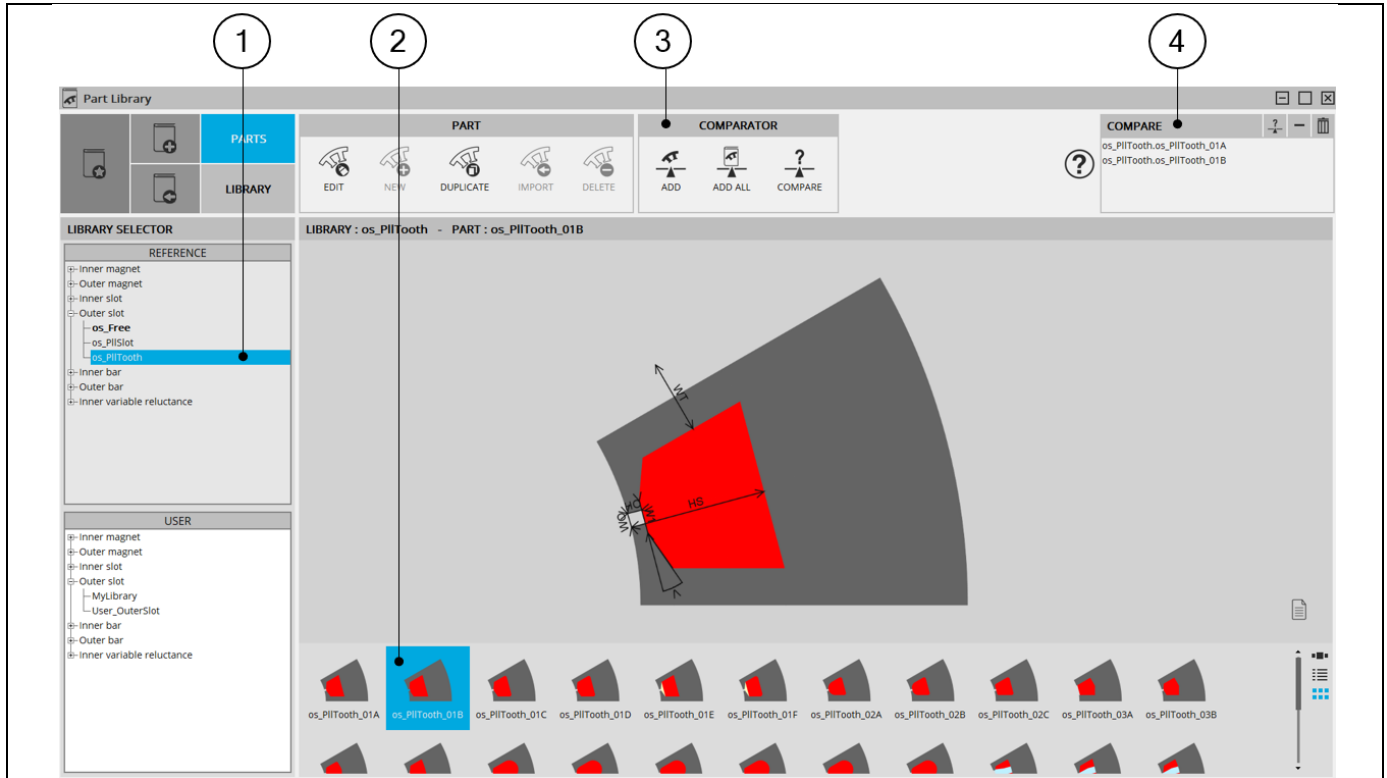 1
2
3
4
Part Library
PARTS
LIBRARY
PART
EDIT
NEW
DUPLICATE
IMPORT
DELETE
COMPARATOR
ADD
ADD ALL
COMPARE
?
COMPARE
?
os_PllTooth.os_PllTooth_01A
os_PllTooth.os_PllTooth_01B
LIBRARY SELECTOR
LIBRARY : os_PllTooth - PART : os_PllTooth_01B
REFERENCE
Inner magnet
Outer magnet
Inner slot
Outer slot
os_Free
os_PllSlot
os_PllTooth
Inner bar
Outer bar
Inner variable reluctance
USER
Inner magnet
Outer magnet
Inner slot
Outer slot
MyLibrary
User_OuterSlot
Inner bar
Outer bar
Inner variable reluctance
WT
HS
HO
WO
os_PllTooth_01A
os_PllTooth_01B
os_PllTooth_01C
os_PllTooth_01D
os_PllTooth_01E
os_PllTooth_01F
os_PllTooth_02A
os_PllTooth_02B
os_PllTooth_02C
os_PllTooth_03A
os_PllTooth_03B